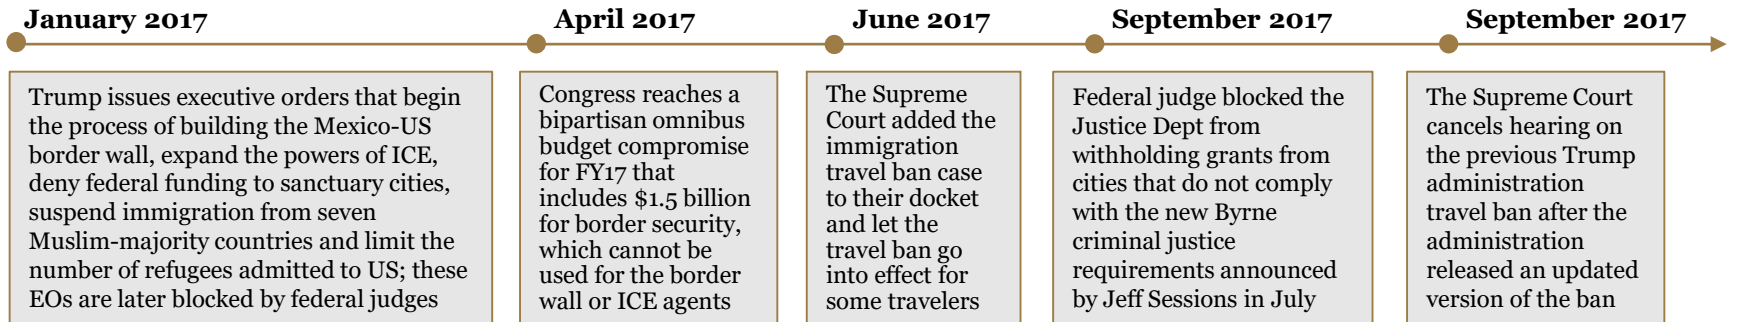 January 2017
Trump issues executive orders that begin
the process of building the Mexico-US
border wall, expand the powers of ICE,
deny federal funding to sanctuary cities,
suspend immigration from seven
Muslim-majority countries and limit the
number of refugees admitted to US; these
EOs are later blocked by federal judges
April 2017
Congress reaches a
bipartisan omnibus
budget compromise
for FY17 that
includes $1.5 billion
for border security,
which cannot be
used for the border
wall or ICE agents
June 2017
The Supreme
Court added the
immigration
travel ban case
to their docket
and let the
travel ban go
into effect for
some travelers
September 2017
Federal judge blocked the
Justice Dept from
withholding grants from
cities that do not comply
with the new Byrne
criminal justice
requirements announced
by Jeff Sessions in July
September 2017
The Supreme Court
cancels hearing on
the previous Trump
administration
travel ban after the
administration
released an updated
version of the ban